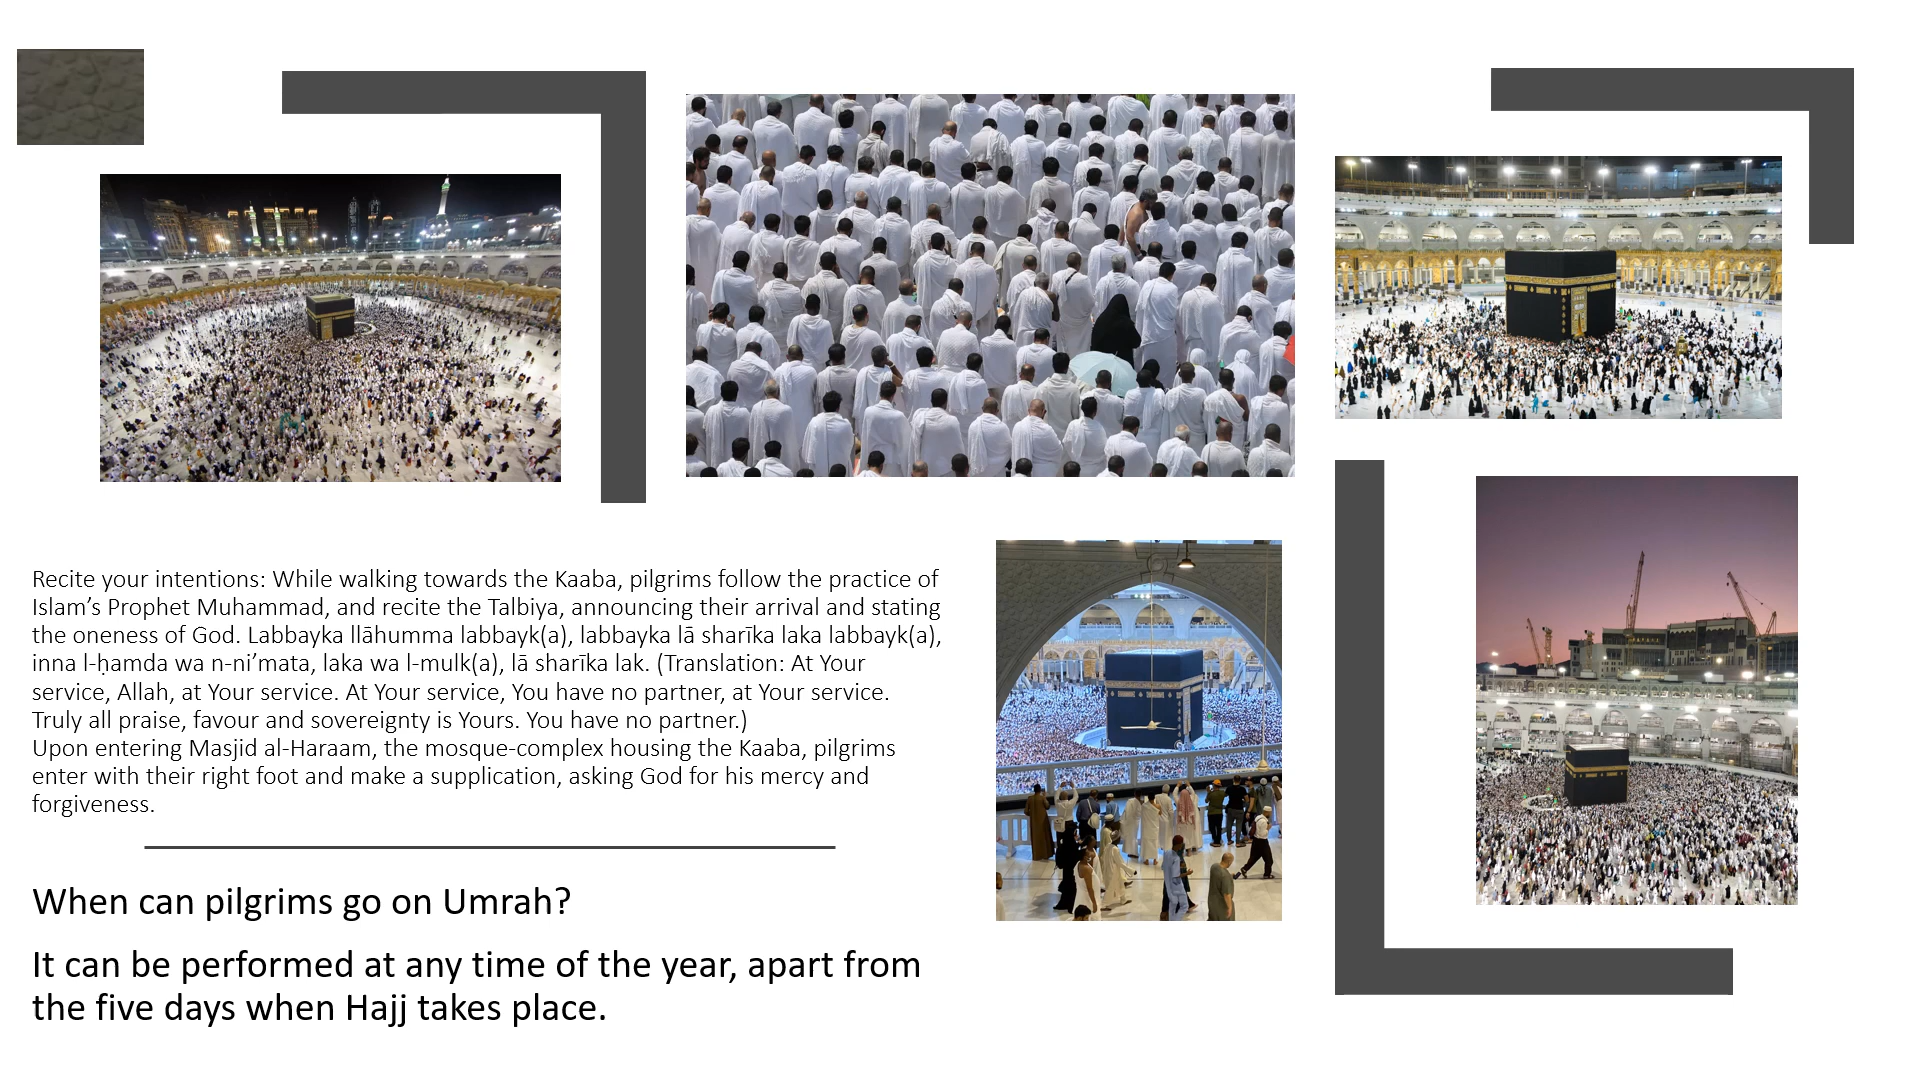 Recite your intentions: While walking towards the Kaaba, pilgrims follow the practice of
Islam’s Prophet Muhammad, and recite the Talbiya, announcing their arrival and stating
the oneness of God. Labbayka llāhumma labbayk(a), labbayka lā sharīka laka labbayk(a),
inna l-ḥamda wa n-ni’mata, laka wa l-mulk(a), lā sharīka lak. (Translation: At Your
service, Allah, at Your service. At Your service, You have no partner, at Your service.
Truly all praise, favour and sovereignty is Yours. You have no partner.)
Upon entering Masjid al-Haraam, the mosque-complex housing the Kaaba, pilgrims
enter with their right foot and make a supplication, asking God for his mercy and
forgiveness.
When can pilgrims go on Umrah?
It can be performed at any time of the year, apart from
the five days when Hajj takes place.